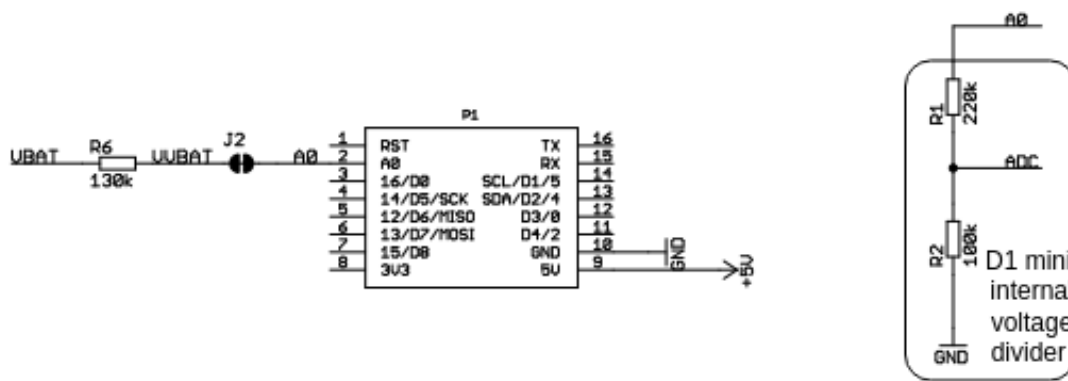 A0
P1
R6
J2
VBAT
VVBAT
A0
130k
1 RST TX 16
2 A0 RX 15
3 16/D0 SCL/D1/5 14
4 14/D5/SCK SDA/D2/4 13
5 12/D6/MISO D3/0 12
6 13/D7/MOSI D4/2 11
7 15/D8 GND 10
8 3V3 5V 9
GND
+5V
R1
220k
ADC
R2
100k
GND
D1 mini
interna
voltage
divider